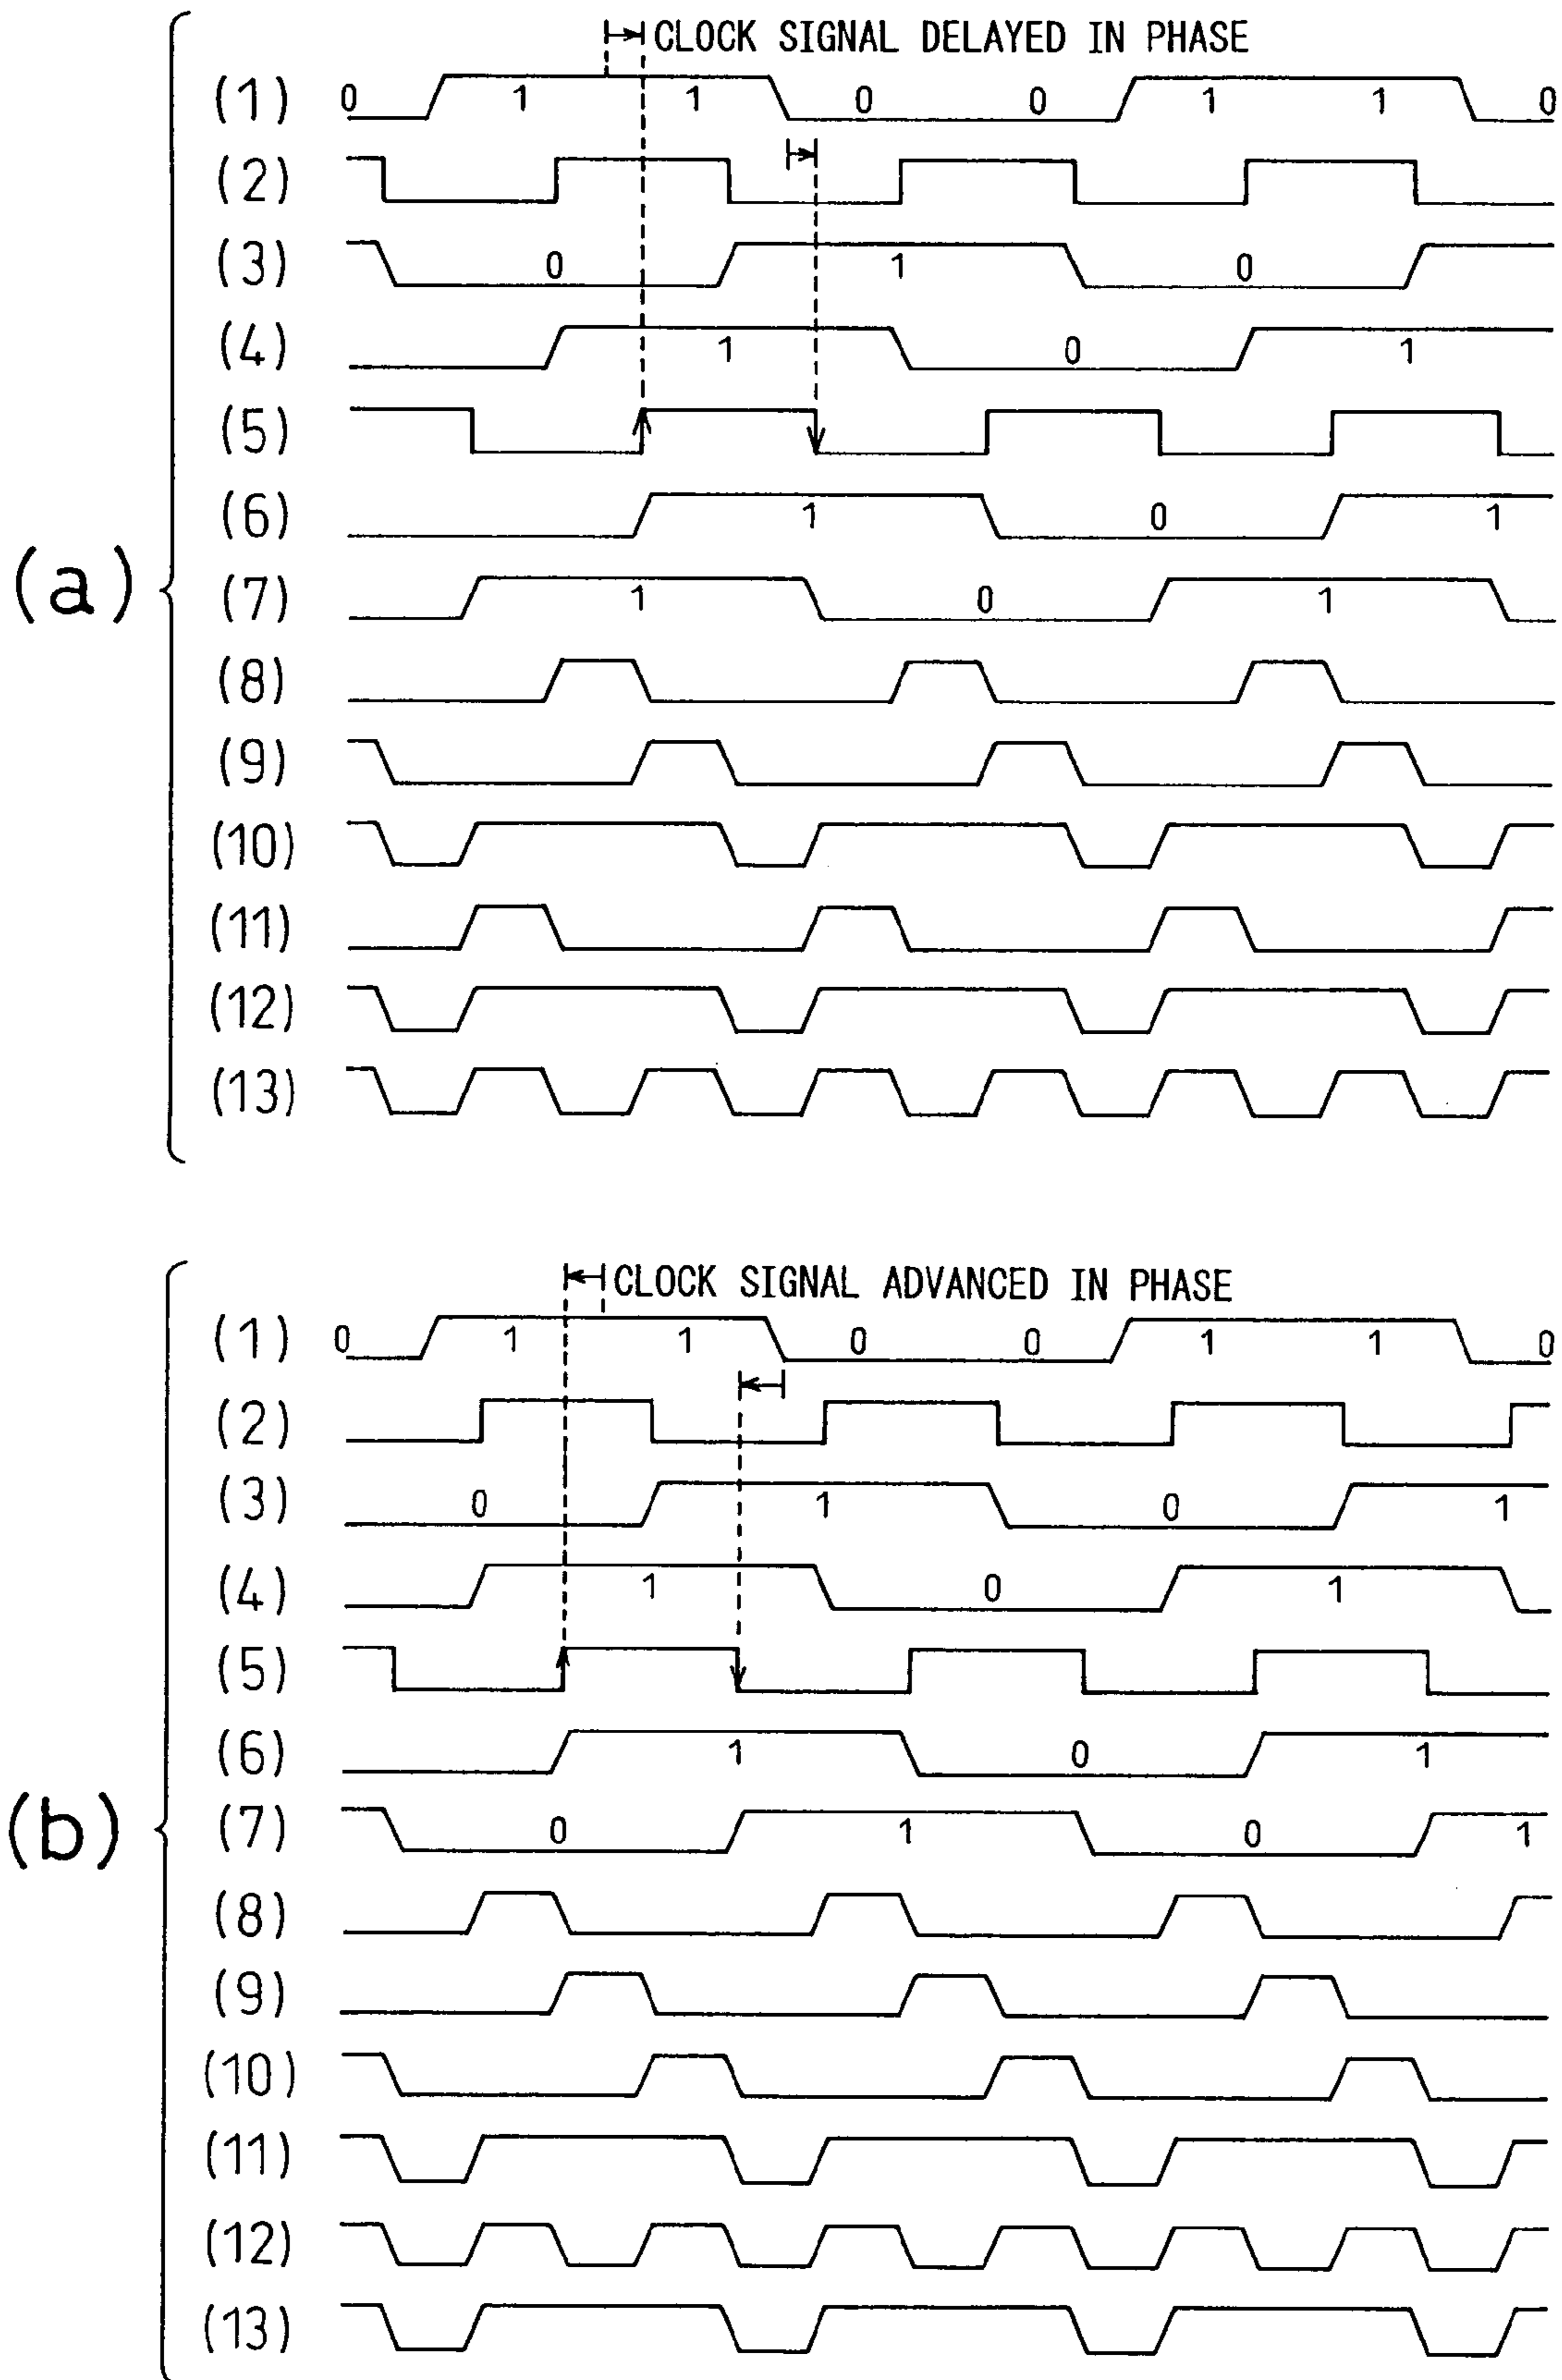 (a)
CLOCK SIGNAL DELAYED IN PHASE
(1) 0 1 1 0 0 1 1 0
(2)
(3) 0 1 0
(4) 1 0 1
(5)
(6) 1 0 1
(7) 1 0 1
(8)
(9)
(10)
(11)
(12)
(13)
(b)
CLOCK SIGNAL ADVANCED IN PHASE
(1) 0 1 1 0 0 1 1 0
(2)
(3) 0 1 0 1
(4) 1 0 1
(5)
(6) 1 0 1
(7) 0 1 0 1
(8)
(9)
(10)
(11)
(12)
(13)